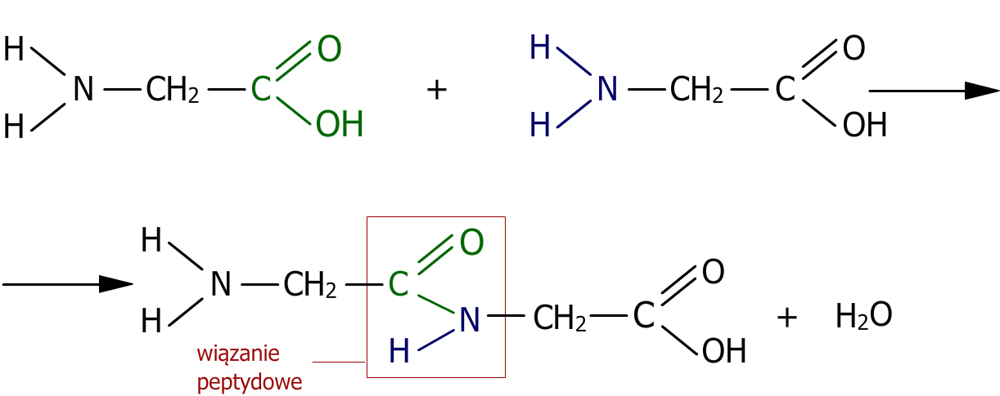 H O H O
N CH₂ C + N CH₂ C
H OH H OH
H O
N CH₂ C O
H N CH₂ C + H₂O
H OH
wiązanie
peptydowe